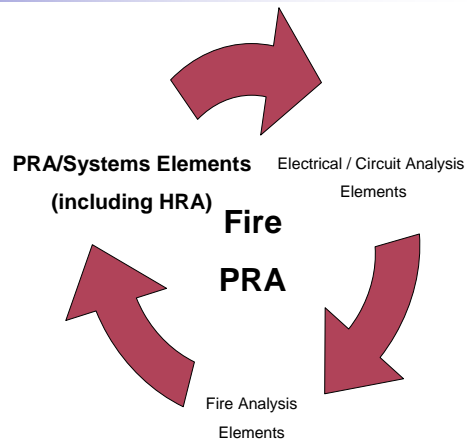 PRA/Systems Elements
(including HRA)
Electrical / Circuit Analysis
Elements
Fire
PRA
Fire Analysis
Elements